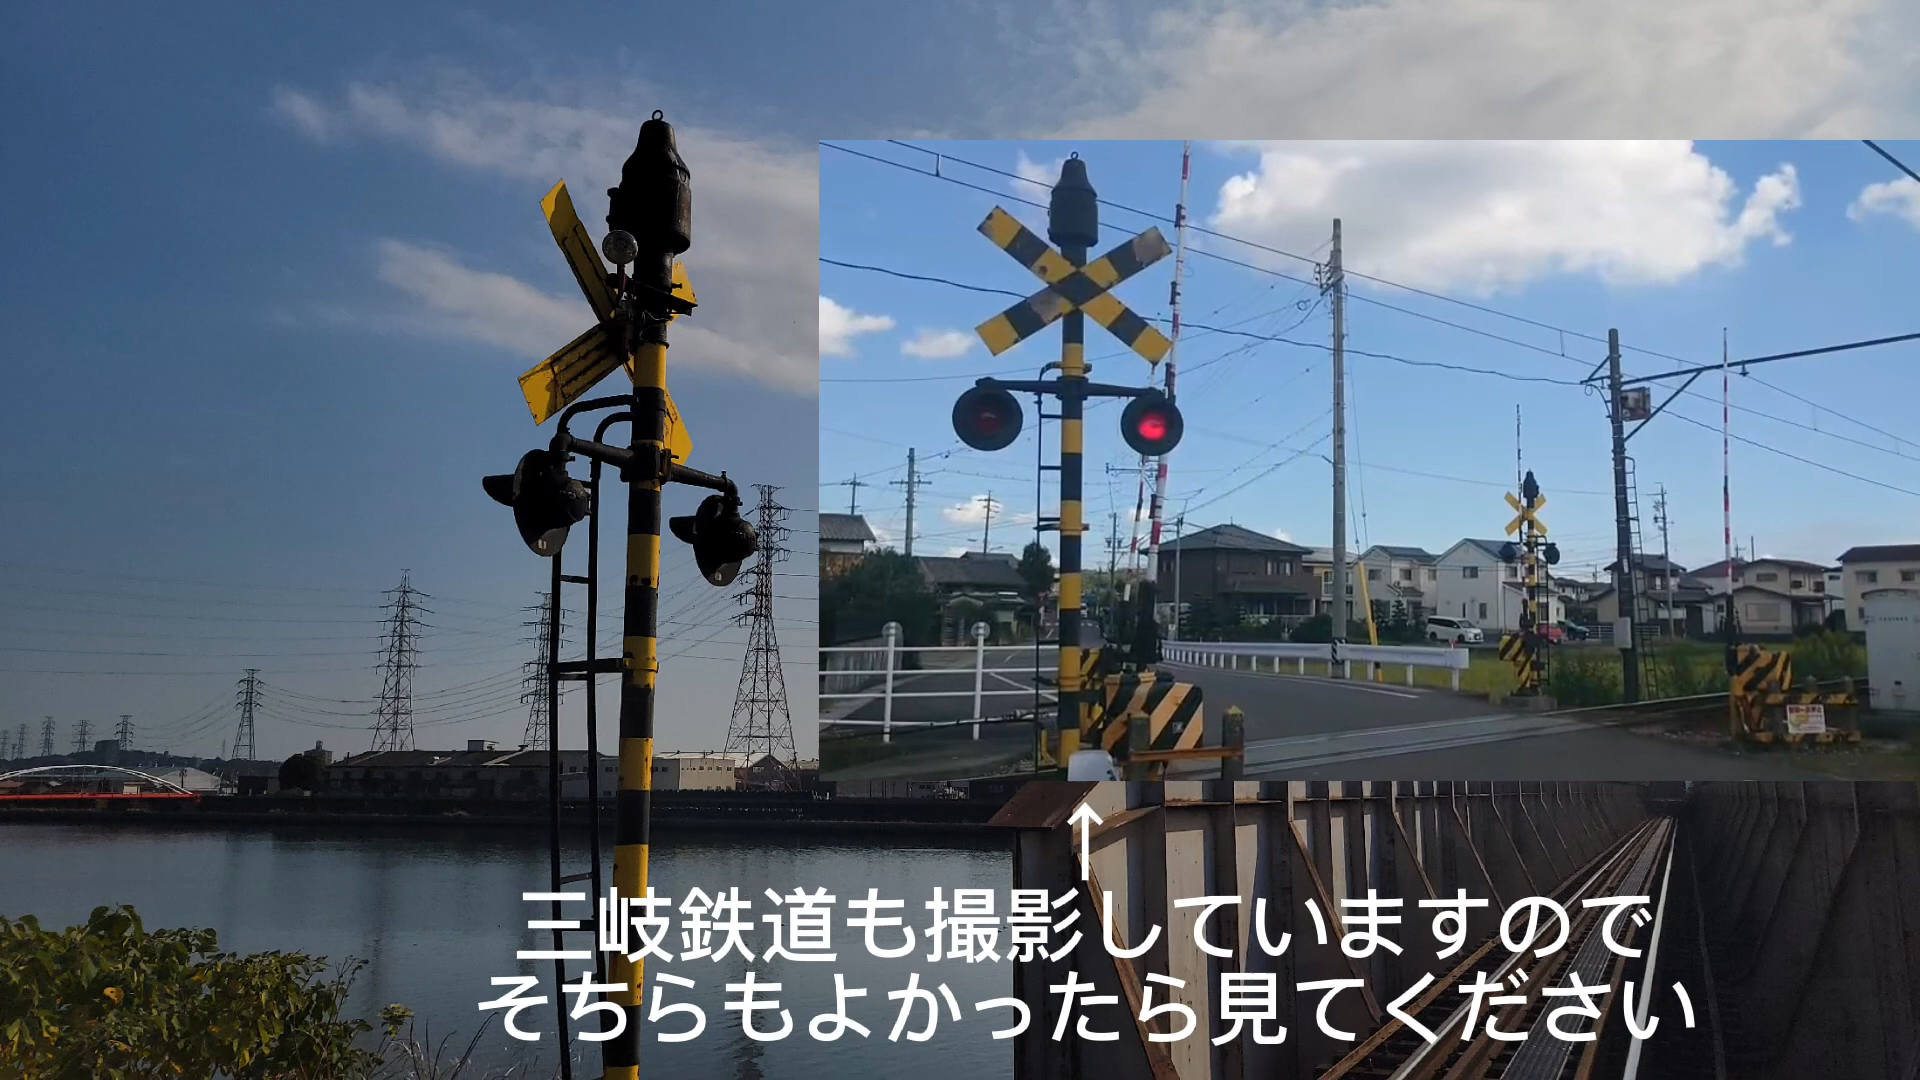 ↑
三岐鉄道も撮影していますので
そちらもよかったら見てください